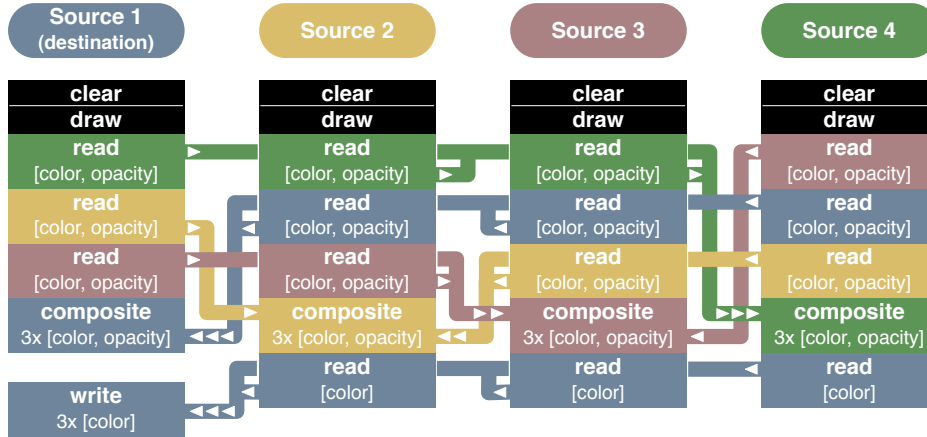 Source 1
(destination)
Source 2
Source 3
Source 4
clear
draw
read
[color, opacity]
read
[color, opacity]
read
[color, opacity]
composite
3x [color, opacity]
write
3x [color]
clear
draw
read
[color, opacity]
read
[color, opacity]
read
[color, opacity]
composite
3x [color, opacity]
read
[color]
clear
draw
read
[color, opacity]
read
[color, opacity]
read
[color, opacity]
composite
3x [color, opacity]
read
[color]
clear
draw
read
[color, opacity]
read
[color, opacity]
read
[color, opacity]
composite
3x [color, opacity]
read
[color]